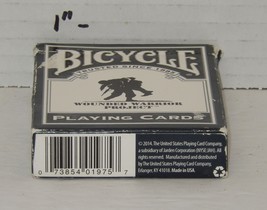 1"-
BICYCLE
TRUSTED SINCE
WOUNDED WARRIOR
PROJECT
PLAYING CARDS
0 73854 01975 7
© 2014, The United States Playing Card Company,
a subsidiary of Jarden Corporation (NYSE: JAH). All
rights reserved. Manufactured and distributed
by The United States Playing Card Company,
Erlanger, KY 41018. Made in USA.